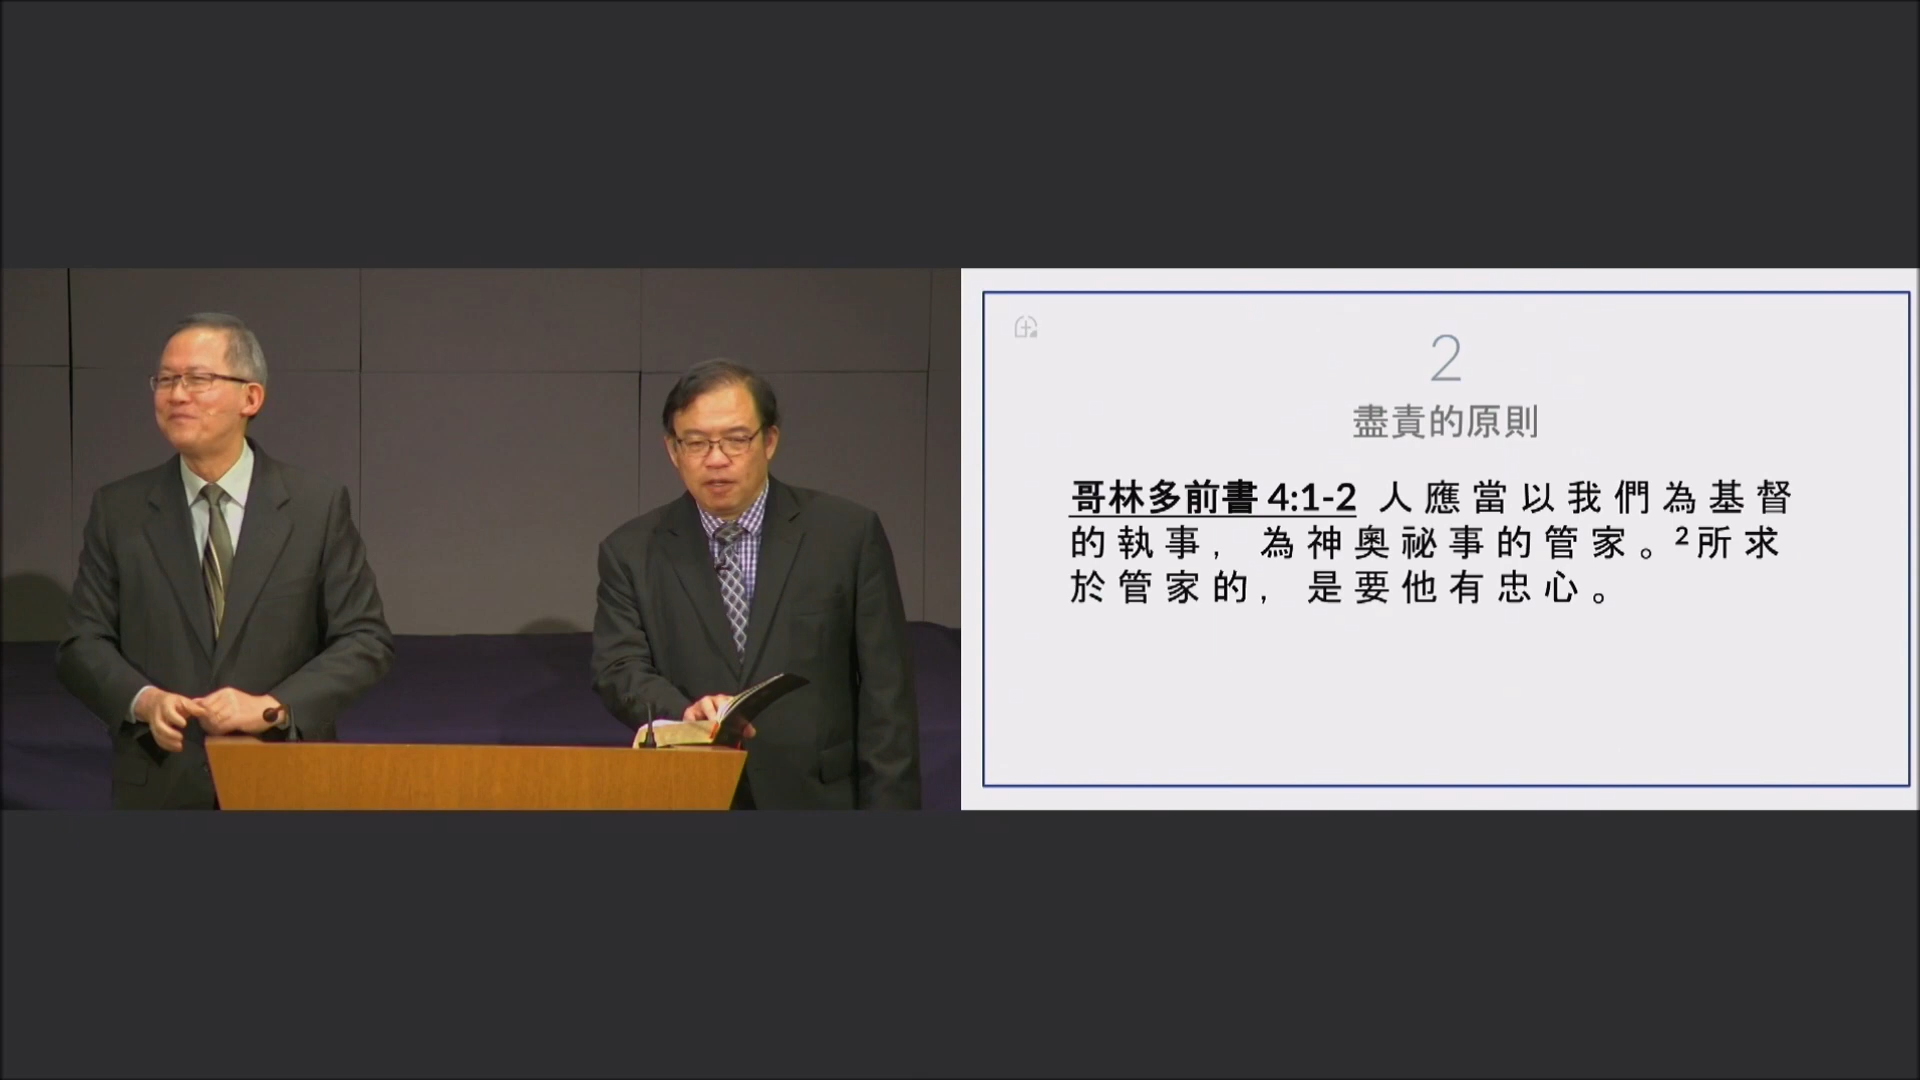 2
盡責的原則
哥林多前書 4:1-2 人應當以我們為基督
的執事，為神奧祕事的管家。²所求
於管家的，是要他有忠心。